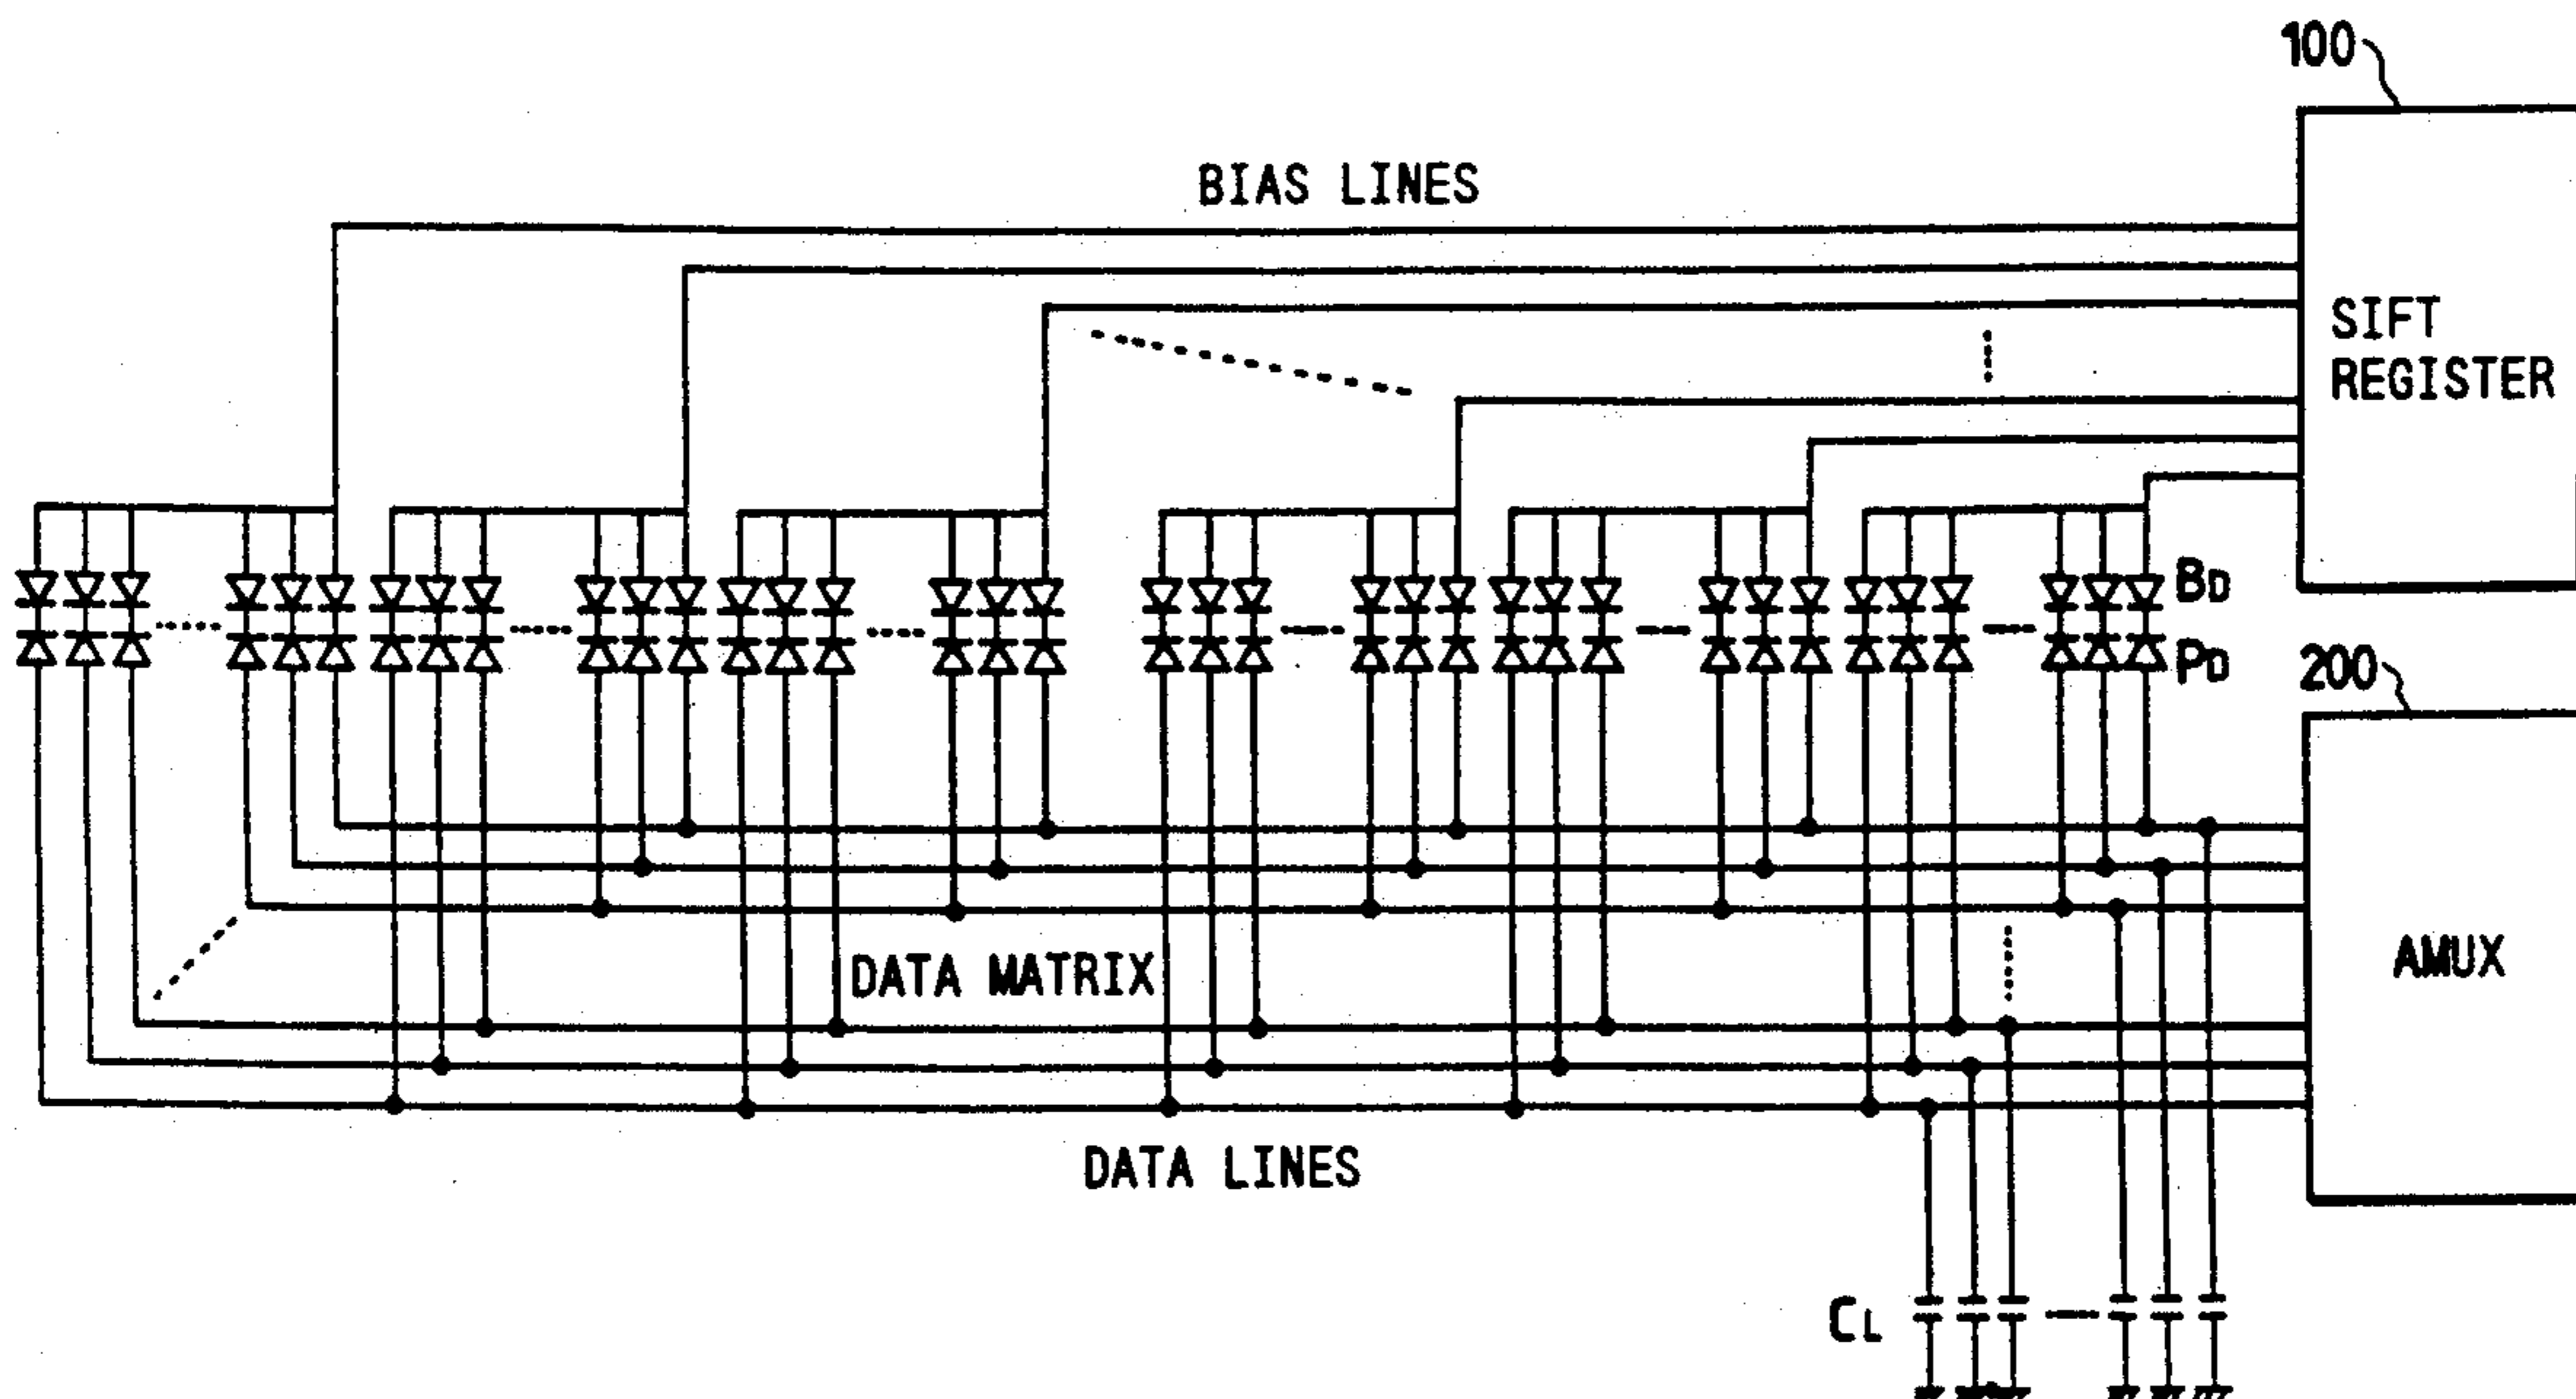 100
BIAS LINES
SIFT
REGISTER
BD
PD
200
AMUX
DATA MATRIX
DATA LINES
CL